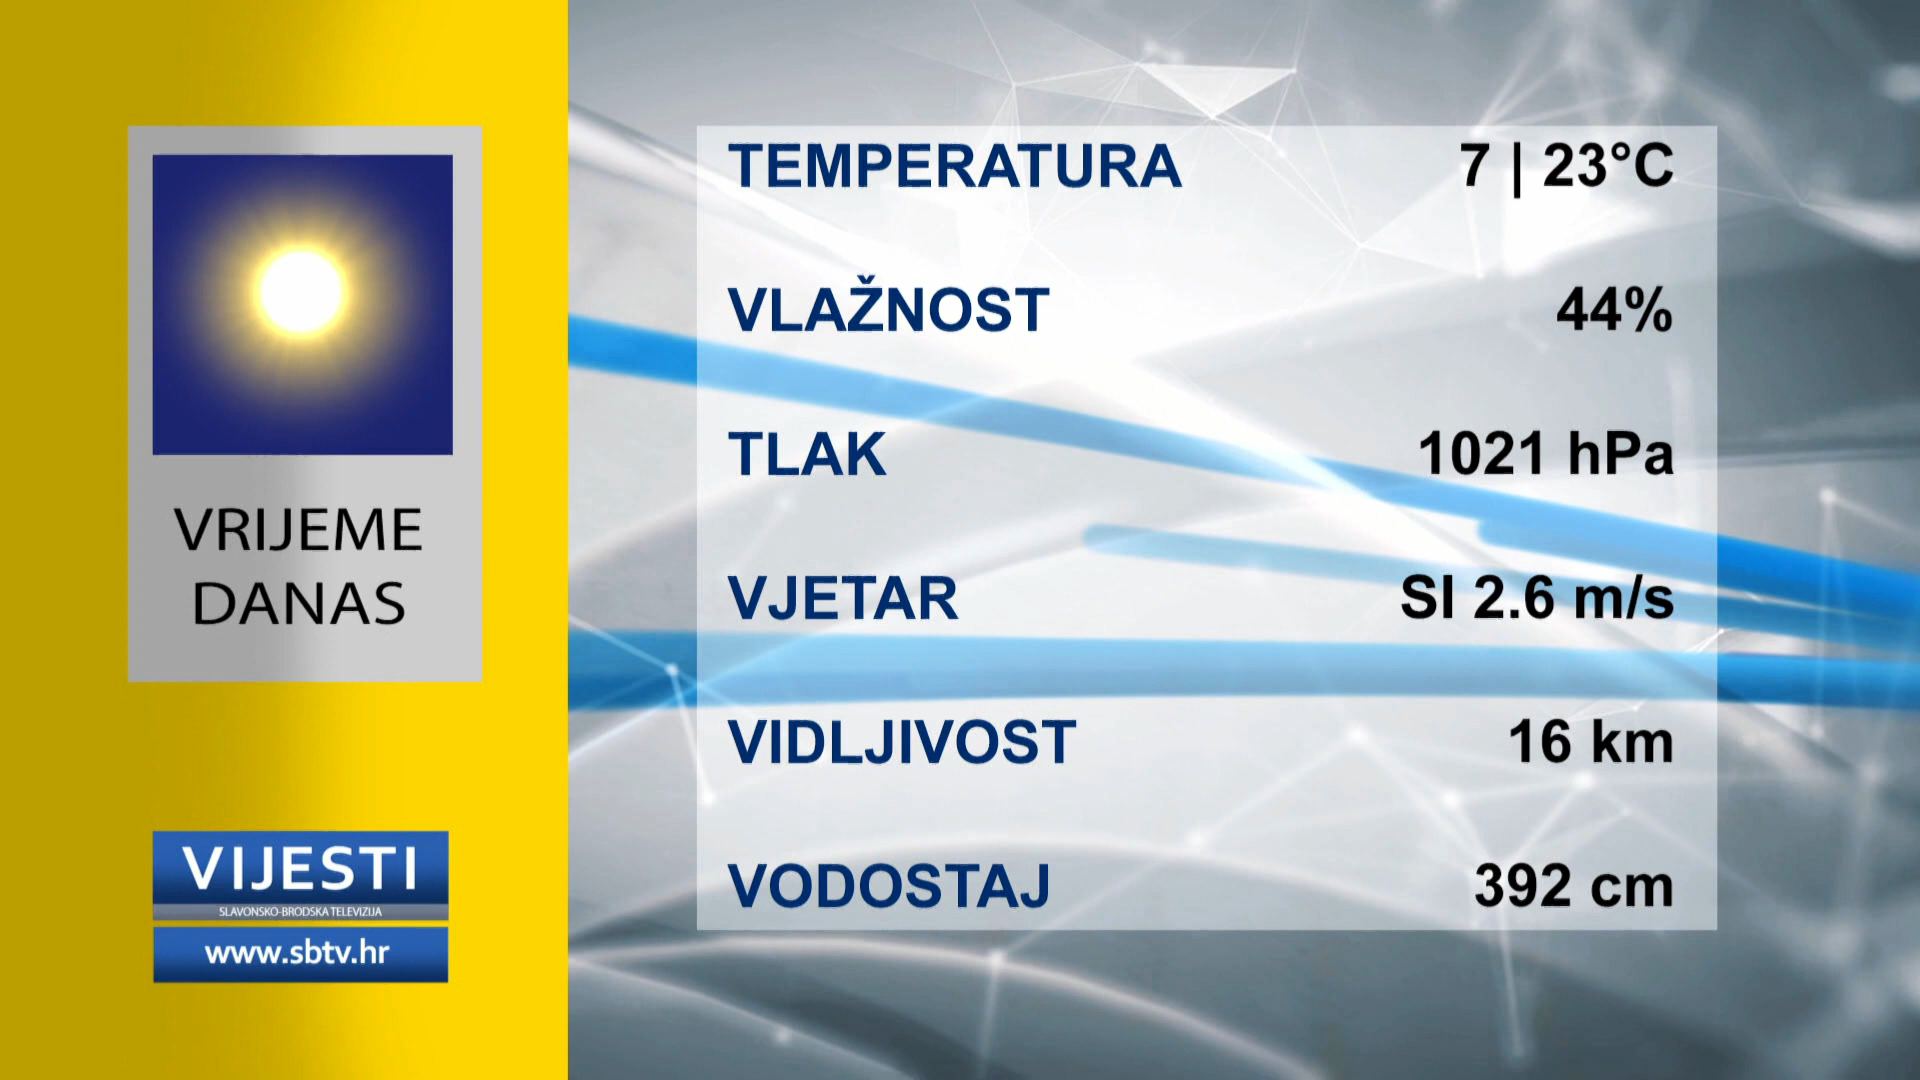 VRIJEME
DANAS
VIJESTI
SLAVONSKO-BRODSKA TELEVIZIJA
www.sbtv.hr
TEMPERATURA 7 | 23°C
VLAŽNOST 44%
TLAK 1021 hPa
VJETAR SI 2.6 m/s
VIDLJIVOST 16 km
VODOSTAJ 392 cm